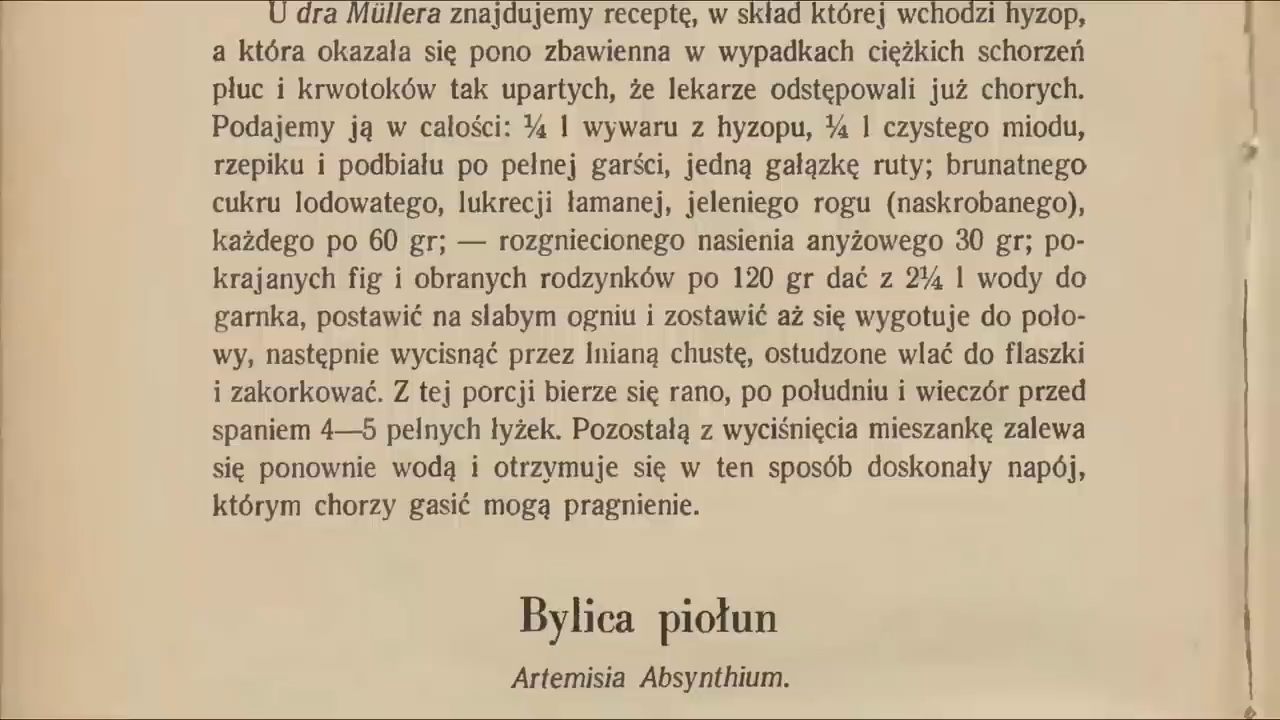 U dra Müllera znajdujemy receptę, w skład której wchodzi hyzop,
a która okazała się pono zbawienna w wypadkach ciężkich schorzeń
płuc i krwotoków tak upartych, że lekarze odstępowali już chorych.
Podajemy ją w całości: ¼ l wywaru z hyzopu, ¼ l czystego miodu,
rzepiku i podbiału po pełnej garści, jedną gałązkę ruty; brunatnego
cukru lodowatego, lukrecji łamanej, jeleniego rogu (naskrobanego),
każdego po 60 gr; — rozgniecionego nasienia anyżowego 30 gr; po-
krajanych fig i obranych rodzynków po 120 gr dać z 2¼ l wody do
garnka, postawić na słabym ogniu i zostawić aż się wygotuje do poło-
wy, następnie wycisnąć przez lnianą chustę, ostudzone wlać do flaszki
i zakorkować. Z tej porcji bierze się rano, po południu i wieczór przed
spaniem 4—5 pełnych łyżek. Pozostałą z wyciśnięcia mieszankę zalewa
się ponownie wodą i otrzymuje się w ten sposób doskonały napój,
którym chorzy gasić mogą pragnienie.
Bylica piołun
Artemisia Absynthium.